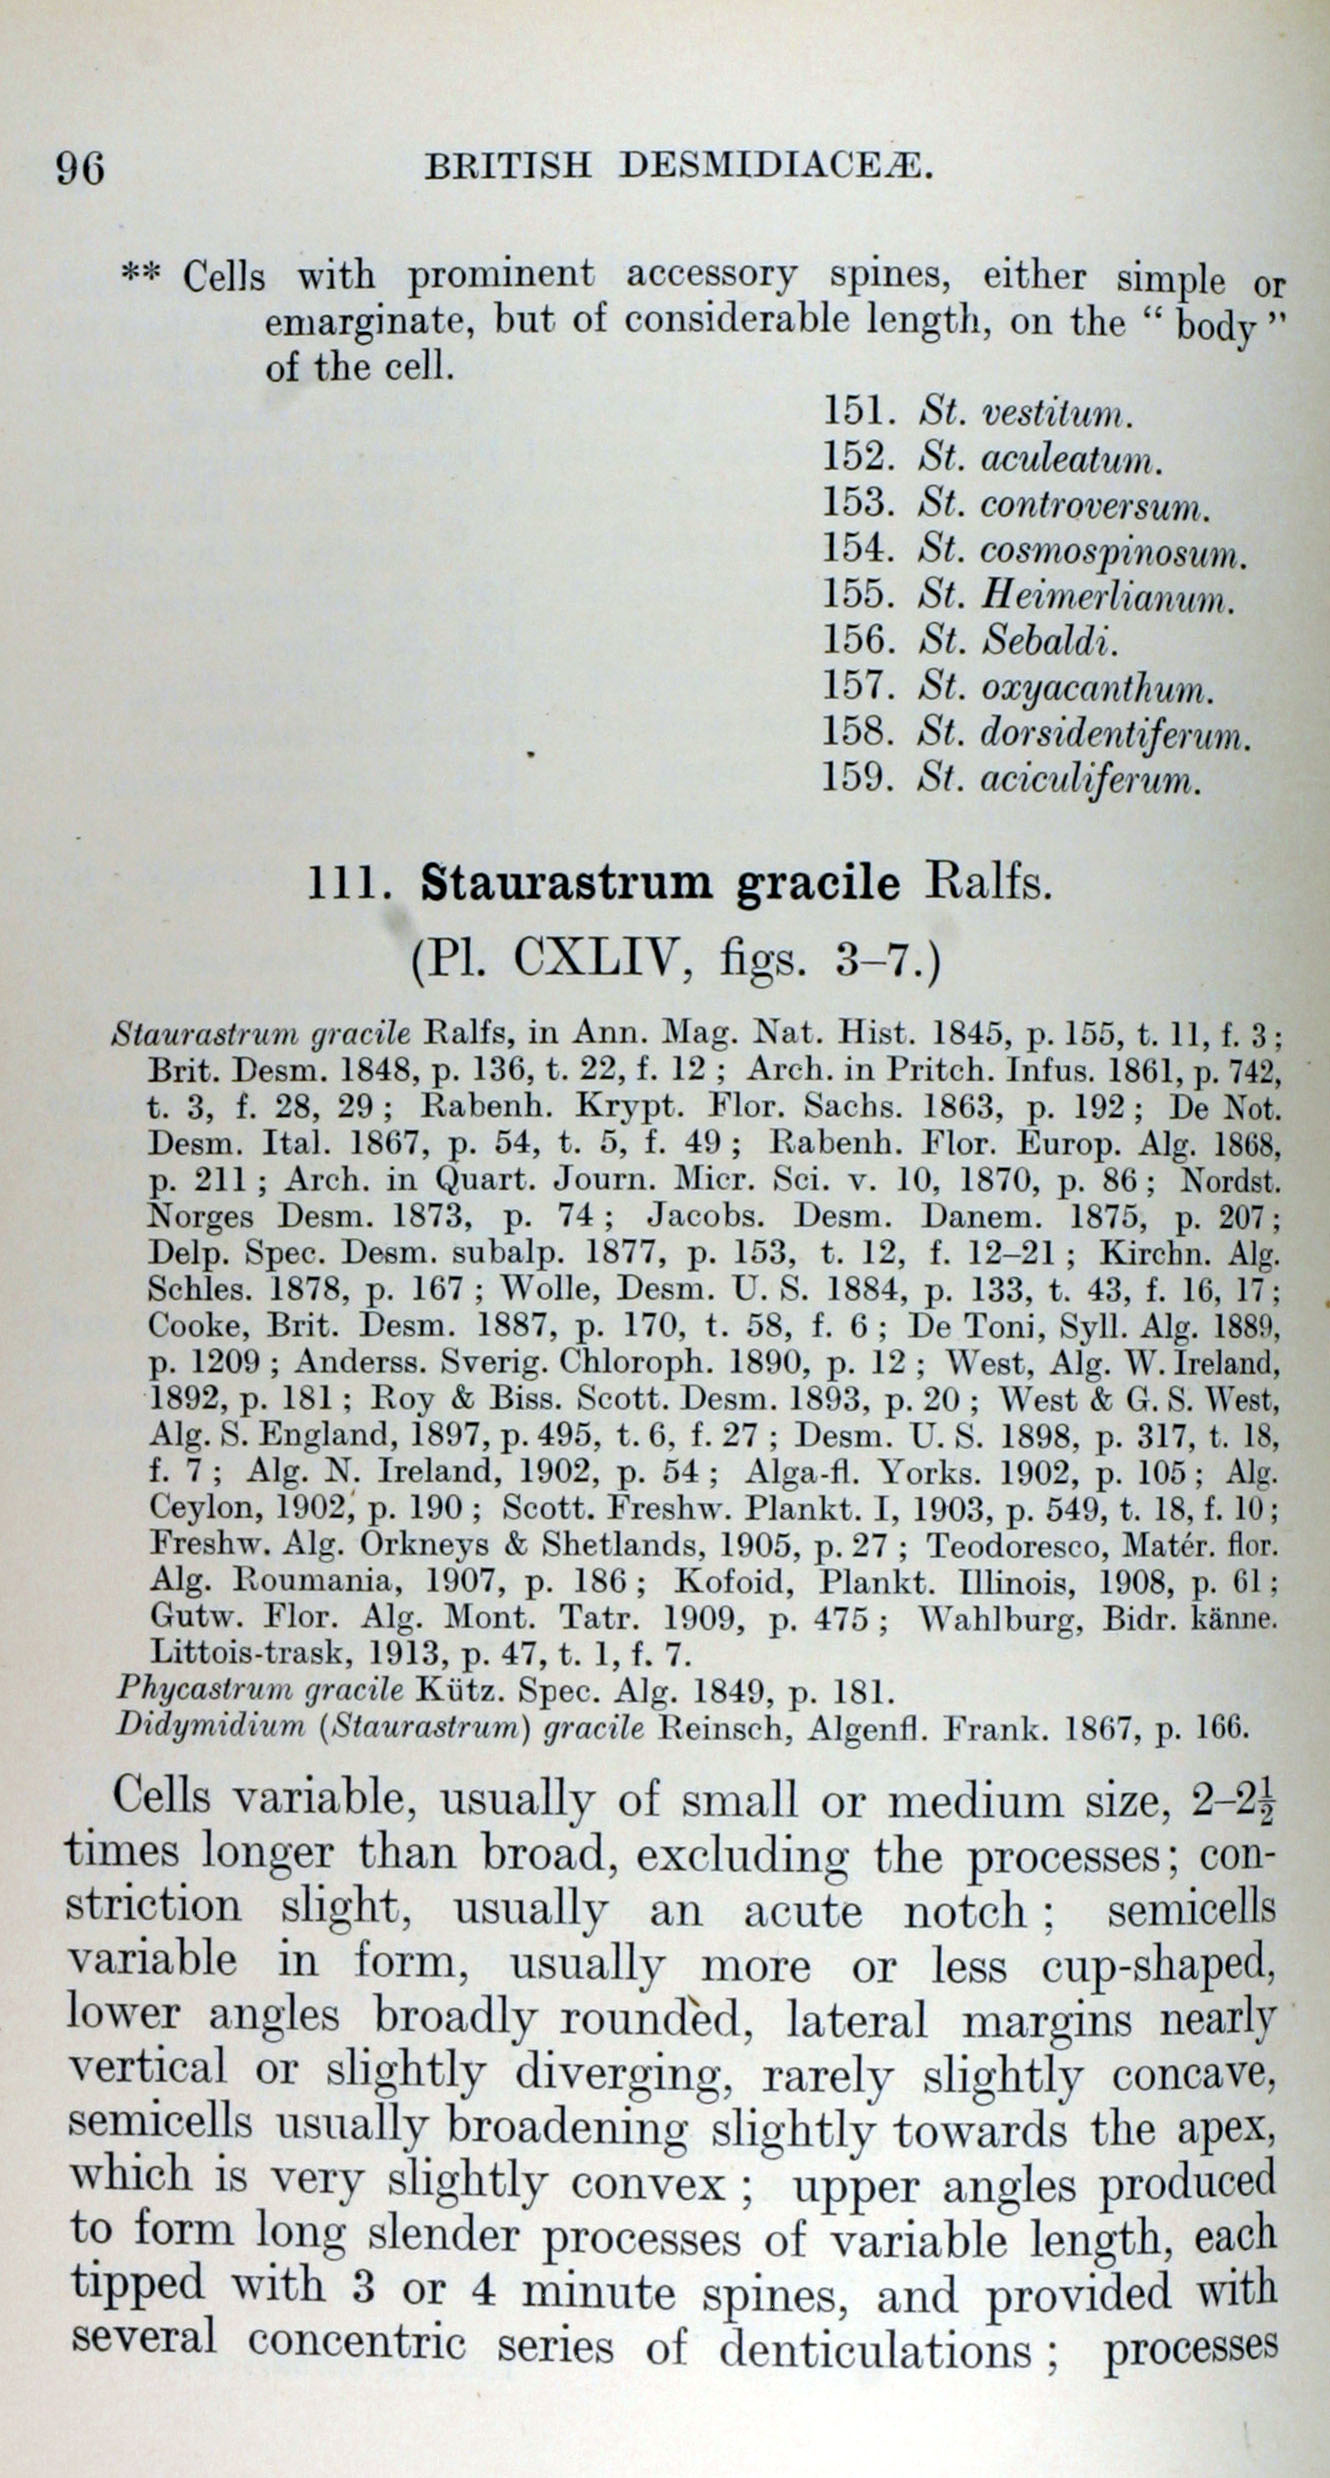 96 BRITISH DESMIDIACEÆ.
** Cells with prominent accessory spines, either simple or
emarginate, but of considerable length, on the “ body ”
of the cell.
151. St. vestitum.
152. St. aculeatum.
153. St. controversum.
154. St. cosmospinosum.
155. St. Heimerlianum.
156. St. Sebaldi.
157. St. oxyacanthum.
158. St. dorsidentiferum.
159. St. aciculiferum.
111. Staurastrum gracile Ralfs.
(Pl. CXLIV, figs. 3–7.)
Staurastrum gracile Ralfs, in Ann. Mag. Nat. Hist. 1845, p. 155, t. 11, f. 3 ;
Brit. Desm. 1848, p. 136, t. 22, f. 12 ; Arch. in Pritch. Infus. 1861, p. 742,
t. 3, f. 28, 29 ; Rabenh. Krypt. Flor. Sachs. 1863, p. 192 ; De Not.
Desm. Ital. 1867, p. 54, t. 5, f. 49 ; Rabenh. Flor. Europ. Alg. 1868,
p. 211 ; Arch. in Quart. Journ. Micr. Sci. v. 10, 1870, p. 86 ; Nordst.
Norges Desm. 1873, p. 74 ; Jacobs. Desm. Danem. 1875, p. 207 ;
Delp. Spec. Desm. subalp. 1877, p. 153, t. 12, f. 12–21 ; Kirchn. Alg.
Schles. 1878, p. 167 ; Wolle, Desm. U. S. 1884, p. 133, t. 43, f. 16, 17 ;
Cooke, Brit. Desm. 1887, p. 170, t. 58, f. 6 ; De Toni, Syll. Alg. 1889,
p. 1209 ; Anderss. Sverig. Chloroph. 1890, p. 12 ; West, Alg. W. Ireland,
1892, p. 181 ; Roy & Biss. Scott. Desm. 1893, p. 20 ; West & G. S. West,
Alg. S. England, 1897, p. 495, t. 6, f. 27 ; Desm. U. S. 1898, p. 317, t. 18,
f. 7 ; Alg. N. Ireland, 1902, p. 54 ; Alga-fl. Yorks. 1902, p. 105 ; Alg.
Ceylon, 1902, p. 190 ; Scott. Freshw. Plankt. I, 1903, p. 549, t. 18, f. 10 ;
Freshw. Alg. Orkneys & Shetlands, 1905, p. 27 ; Teodoresco, Matér. flor.
Alg. Roumania, 1907, p. 186 ; Kofoid, Plankt. Illinois, 1908, p. 61 ;
Gutw. Flor. Alg. Mont. Tatr. 1909, p. 475 ; Wahlburg, Bidr. känne.
Littois-trask, 1913, p. 47, t. 1, f. 7.
Phycastrum gracile Kütz. Spec. Alg. 1849, p. 181.
Didymidium (Staurastrum) gracile Reinsch, Algenfl. Frank. 1867, p. 166.
Cells variable, usually of small or medium size, 2–2½
times longer than broad, excluding the processes; con-
striction slight, usually an acute notch ; semicells
variable in form, usually more or less cup-shaped,
lower angles broadly rounded, lateral margins nearly
vertical or slightly diverging, rarely slightly concave,
semicells usually broadening slightly towards the apex,
which is very slightly convex ; upper angles produced
to form long slender processes of variable length, each
tipped with 3 or 4 minute spines, and provided with
several concentric series of denticulations ; processes